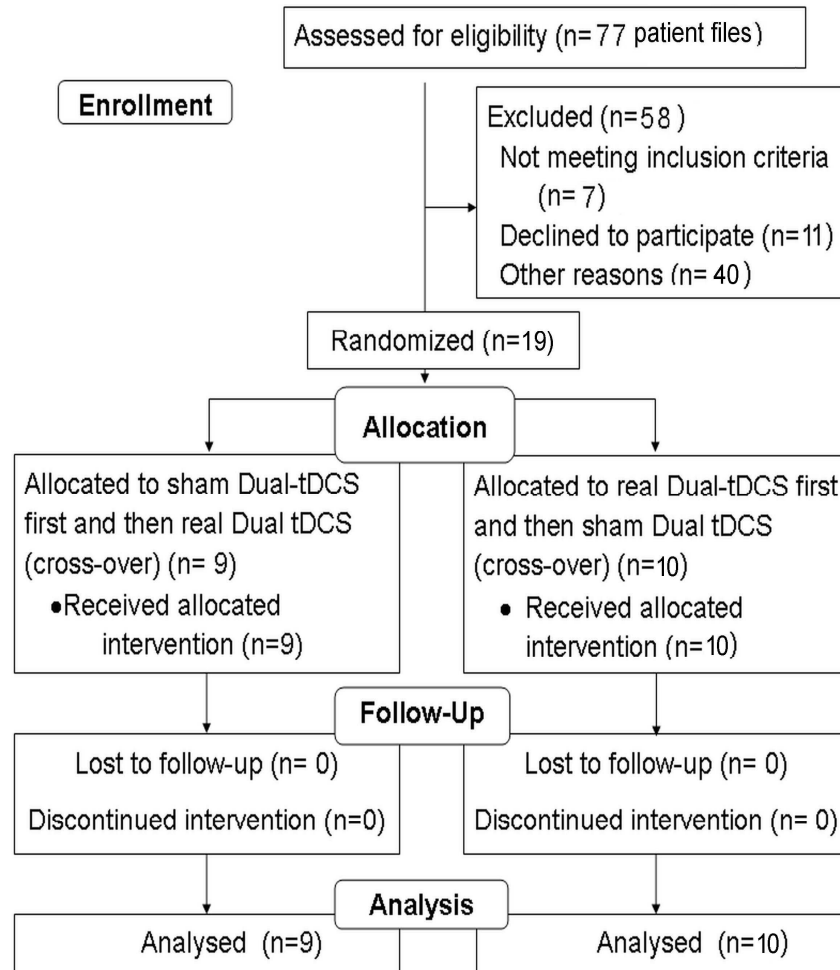 Assessed for eligibility (n= 77 patient files)
Enrollment
Excluded (n=58 )
Not meeting inclusion criteria
(n= 7)
Declined to participate (n=11)
Other reasons (n= 40)
Randomized (n=19)
Allocation
Allocated to sham Dual-tDCS
first and then real Dual tDCS
(cross-over) (n= 9)
•Received allocated
intervention (n=9)
Allocated to real Dual-tDCS first
and then sham Dual tDCS
(cross-over) (n=10)
• Received allocated
intervention (n=10)
Follow-Up
Lost to follow-up (n= 0)
Discontinued intervention (n=0)
Lost to follow-up (n= 0)
Discontinued intervention (n= 0)
Analysis
Analysed (n=9)
Analysed (n=10)